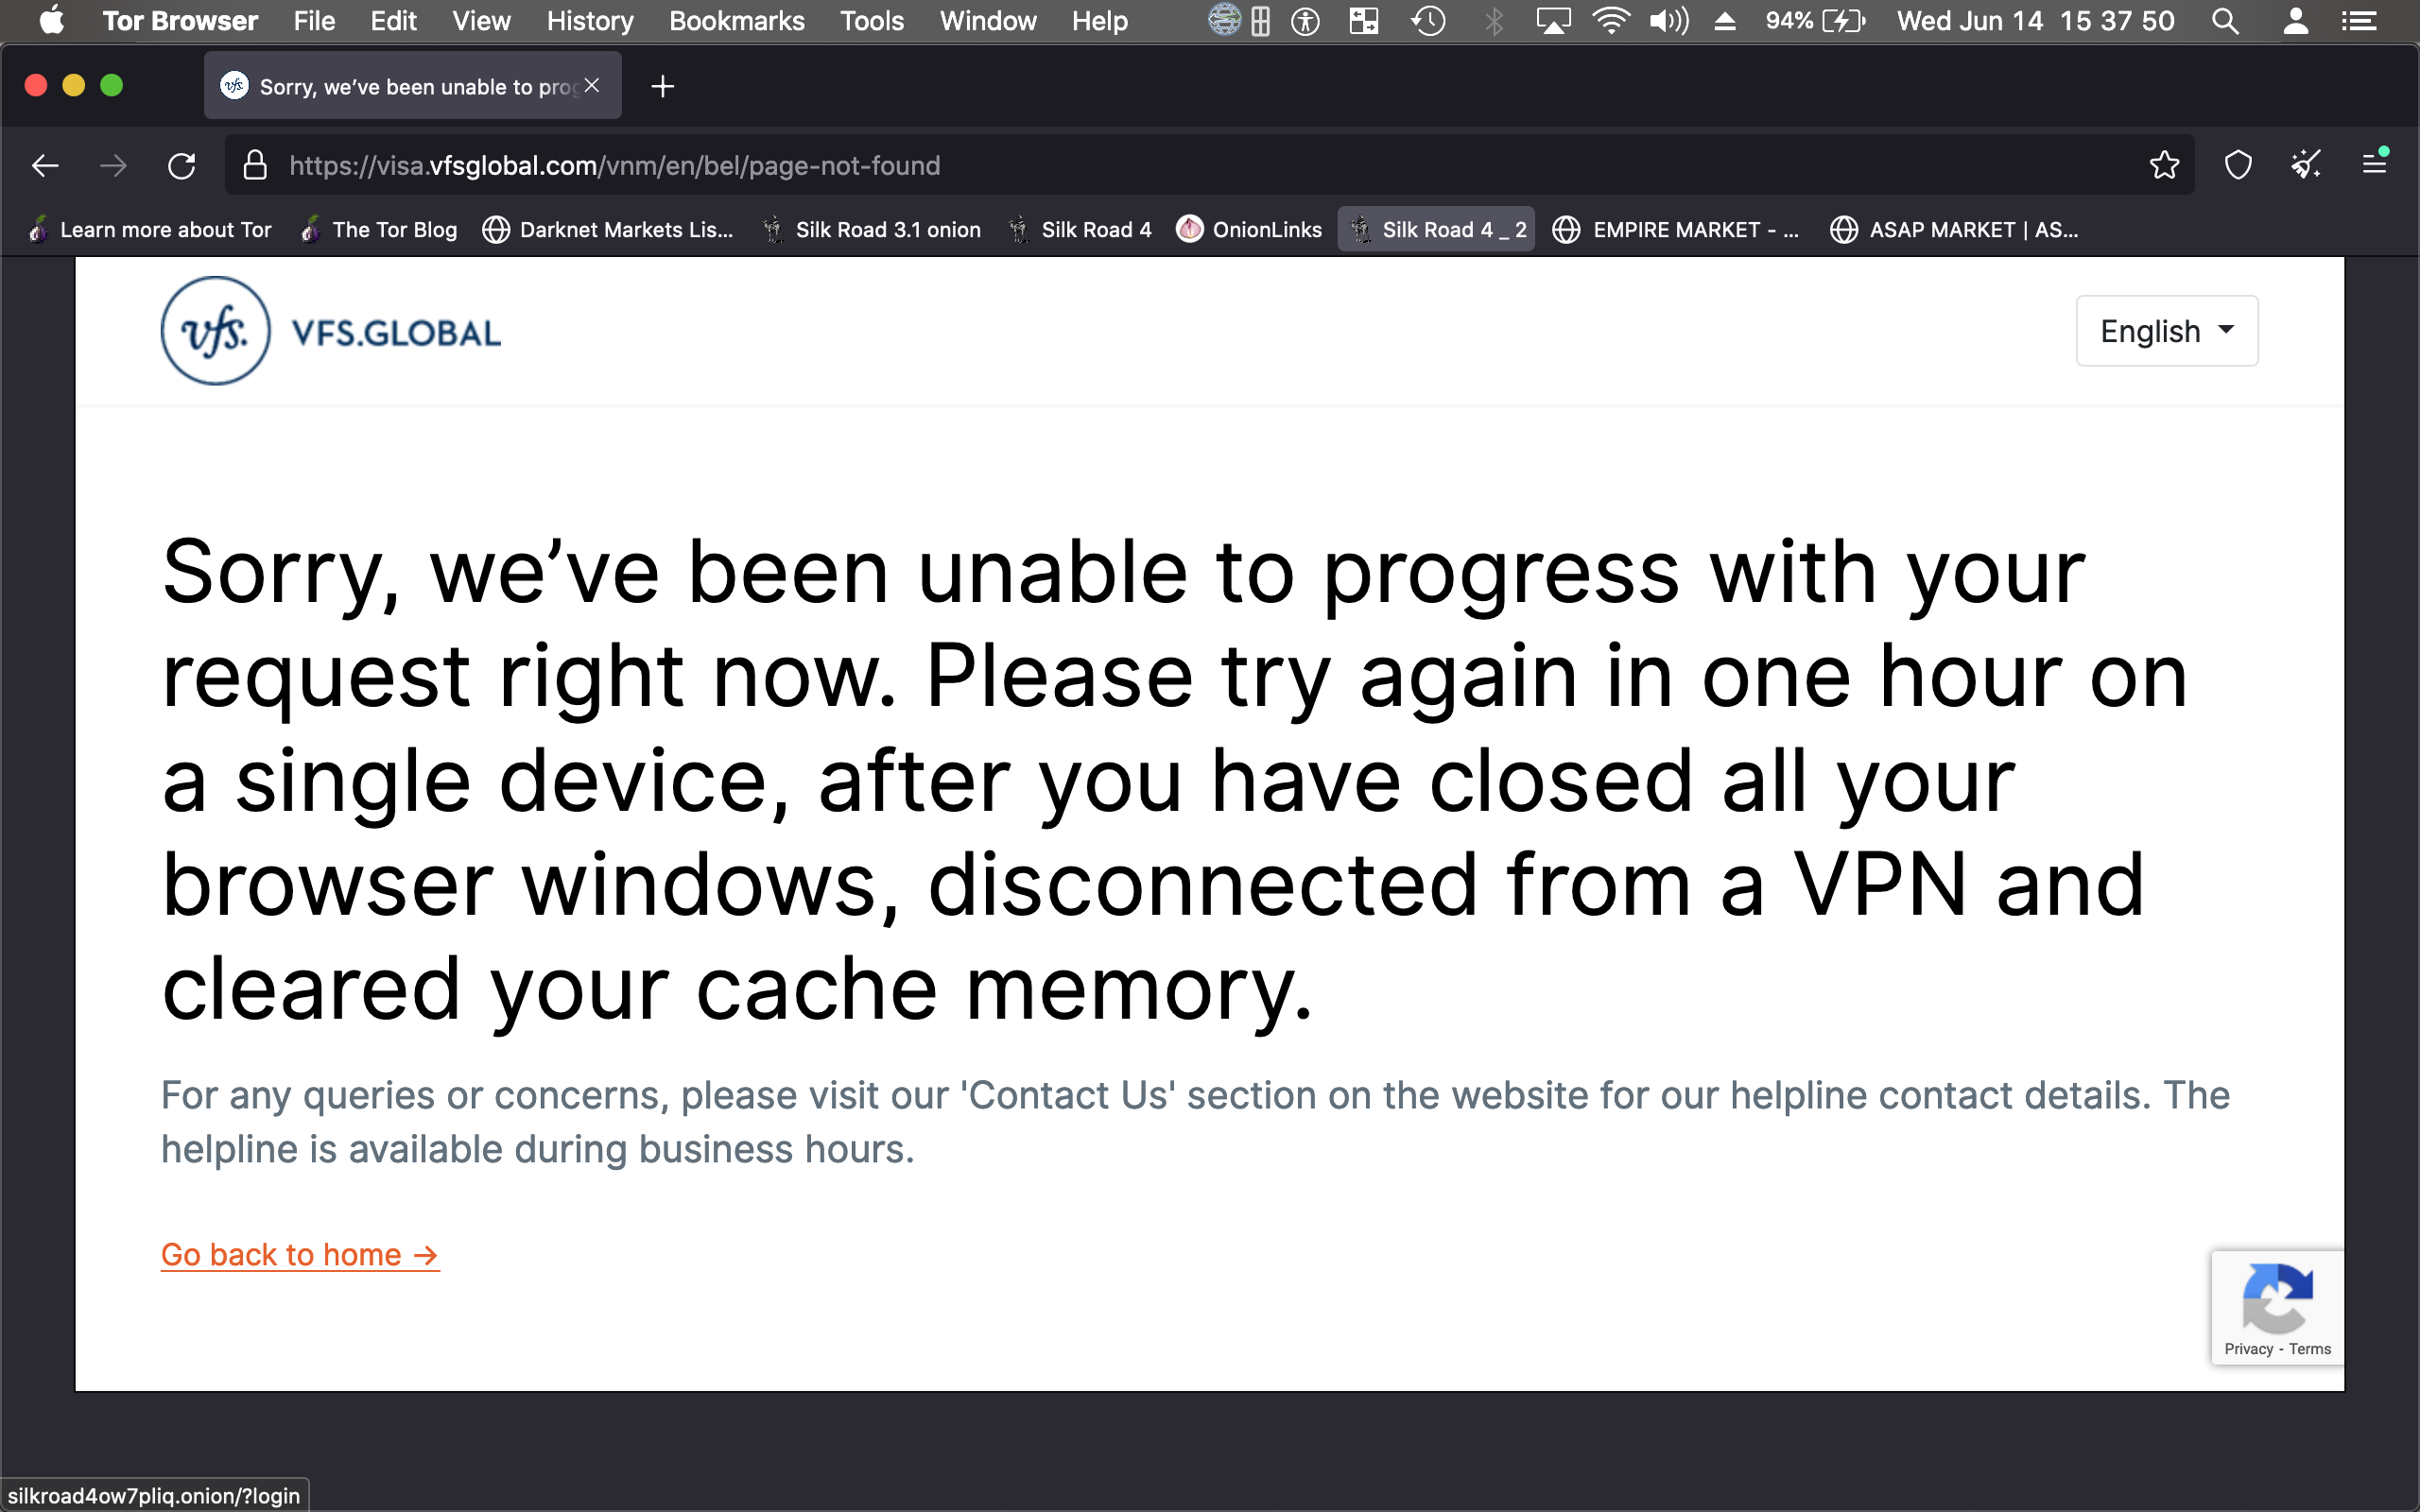 Tor Browser File Edit View History Bookmarks Tools Window Help 94% Wed Jun 14 15 37 50
vfs. Sorry, we’ve been unable to prog
https://visa.vfsglobal.com/vnm/en/bel/page-not-found
Learn more about Tor The Tor Blog Darknet Markets Lis... Silk Road 3.1 onion Silk Road 4 OnionLinks Silk Road 4 _ 2 EMPIRE MARKET - ... ASAP MARKET | AS...
vfs. VFS.GLOBAL English
Sorry, we’ve been unable to progress with your
request right now. Please try again in one hour on
a single device, after you have closed all your
browser windows, disconnected from a VPN and
cleared your cache memory.
For any queries or concerns, please visit our 'Contact Us' section on the website for our helpline contact details. The
helpline is available during business hours.
Go back to home →
Privacy - Terms
silkroad4ow7pliq.onion/?login